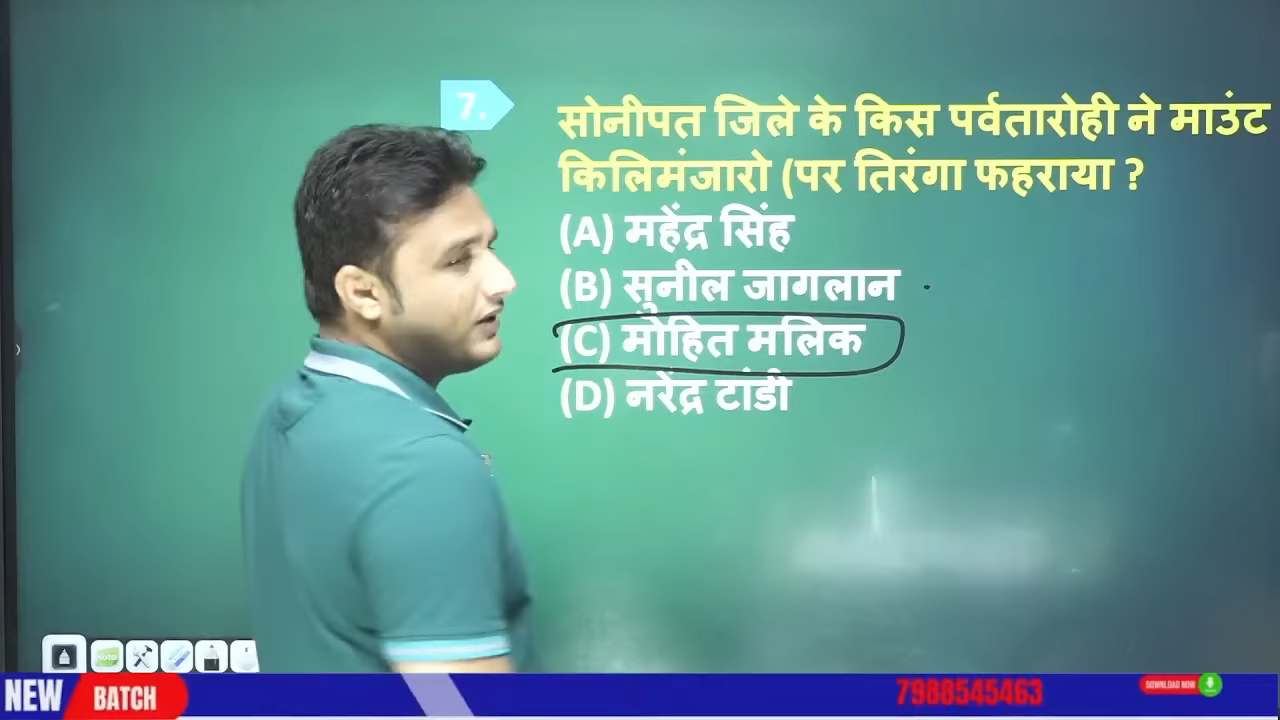 7.
सोनीपत जिले के किस पर्वतारोही ने माउंट
किलिमंजारो (पर तिरंगा फहराया ?
(A) महेंद्र सिंह
(B) सुनील जागलान
(C) मोहित मलिक
(D) नरेंद्र टांडी
NEW BATCH
7988545463
DOWNLOAD NOW